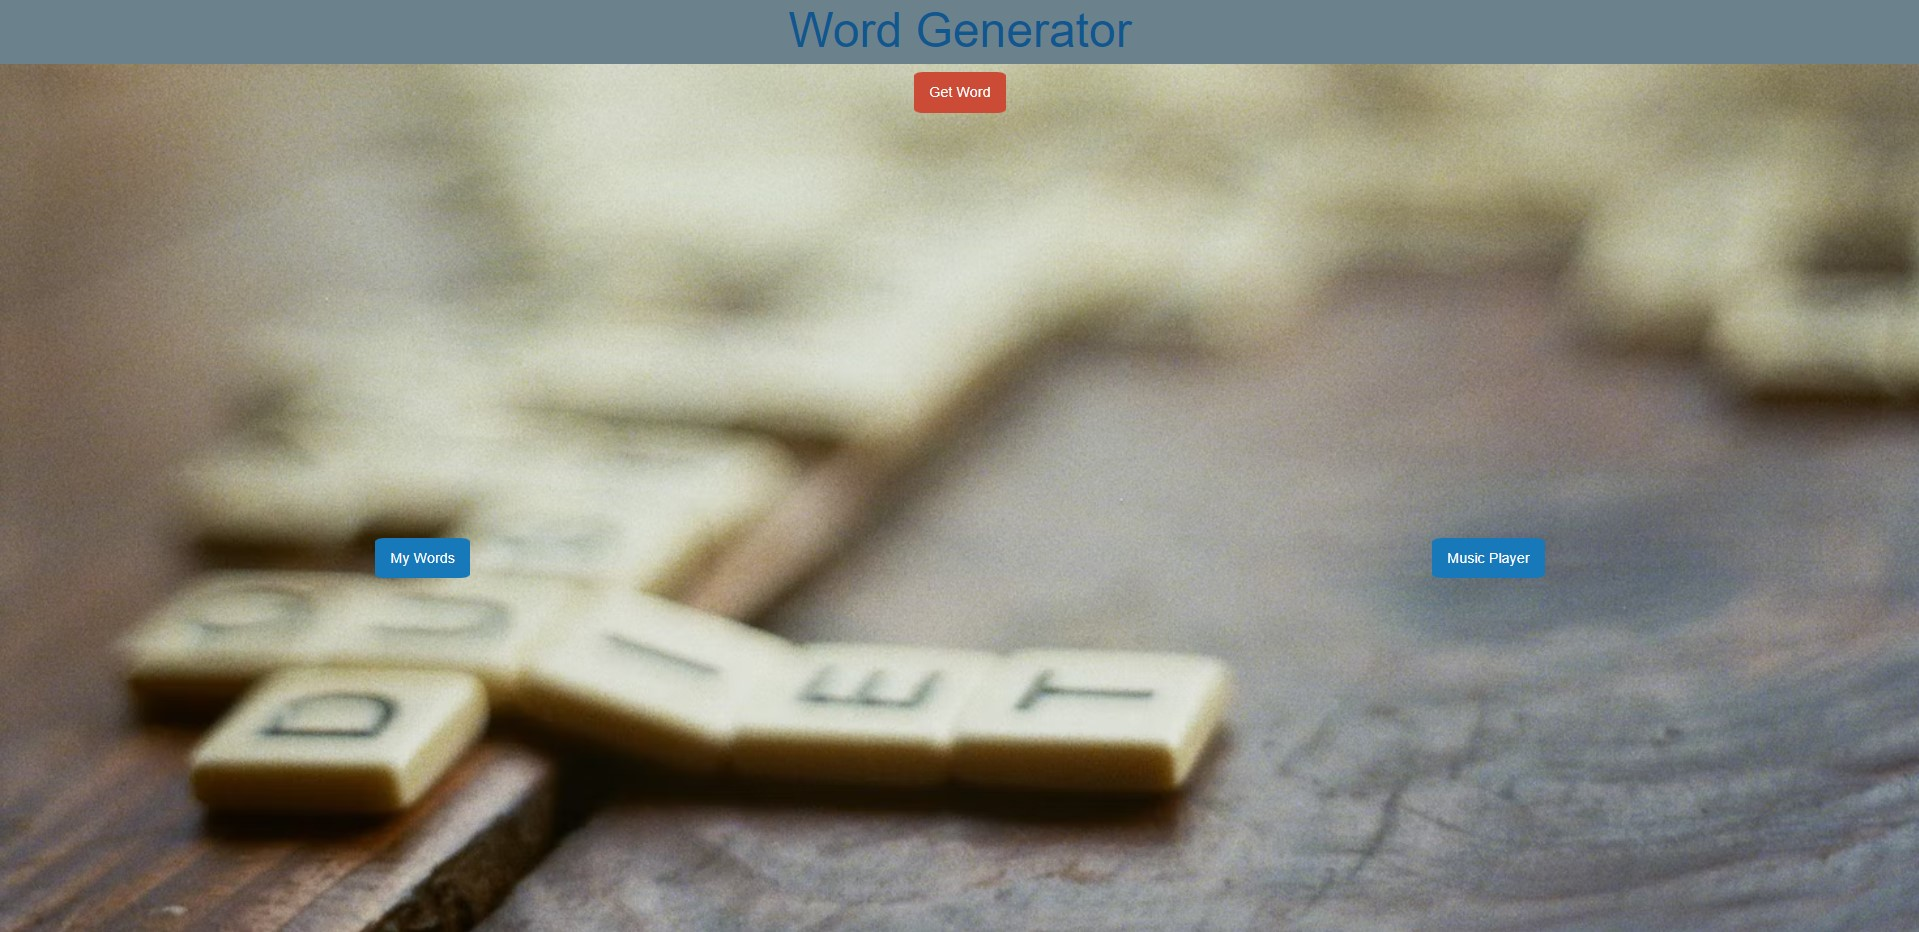 Word Generator
Get Word
My Words
Music Player
Q U I E T
D